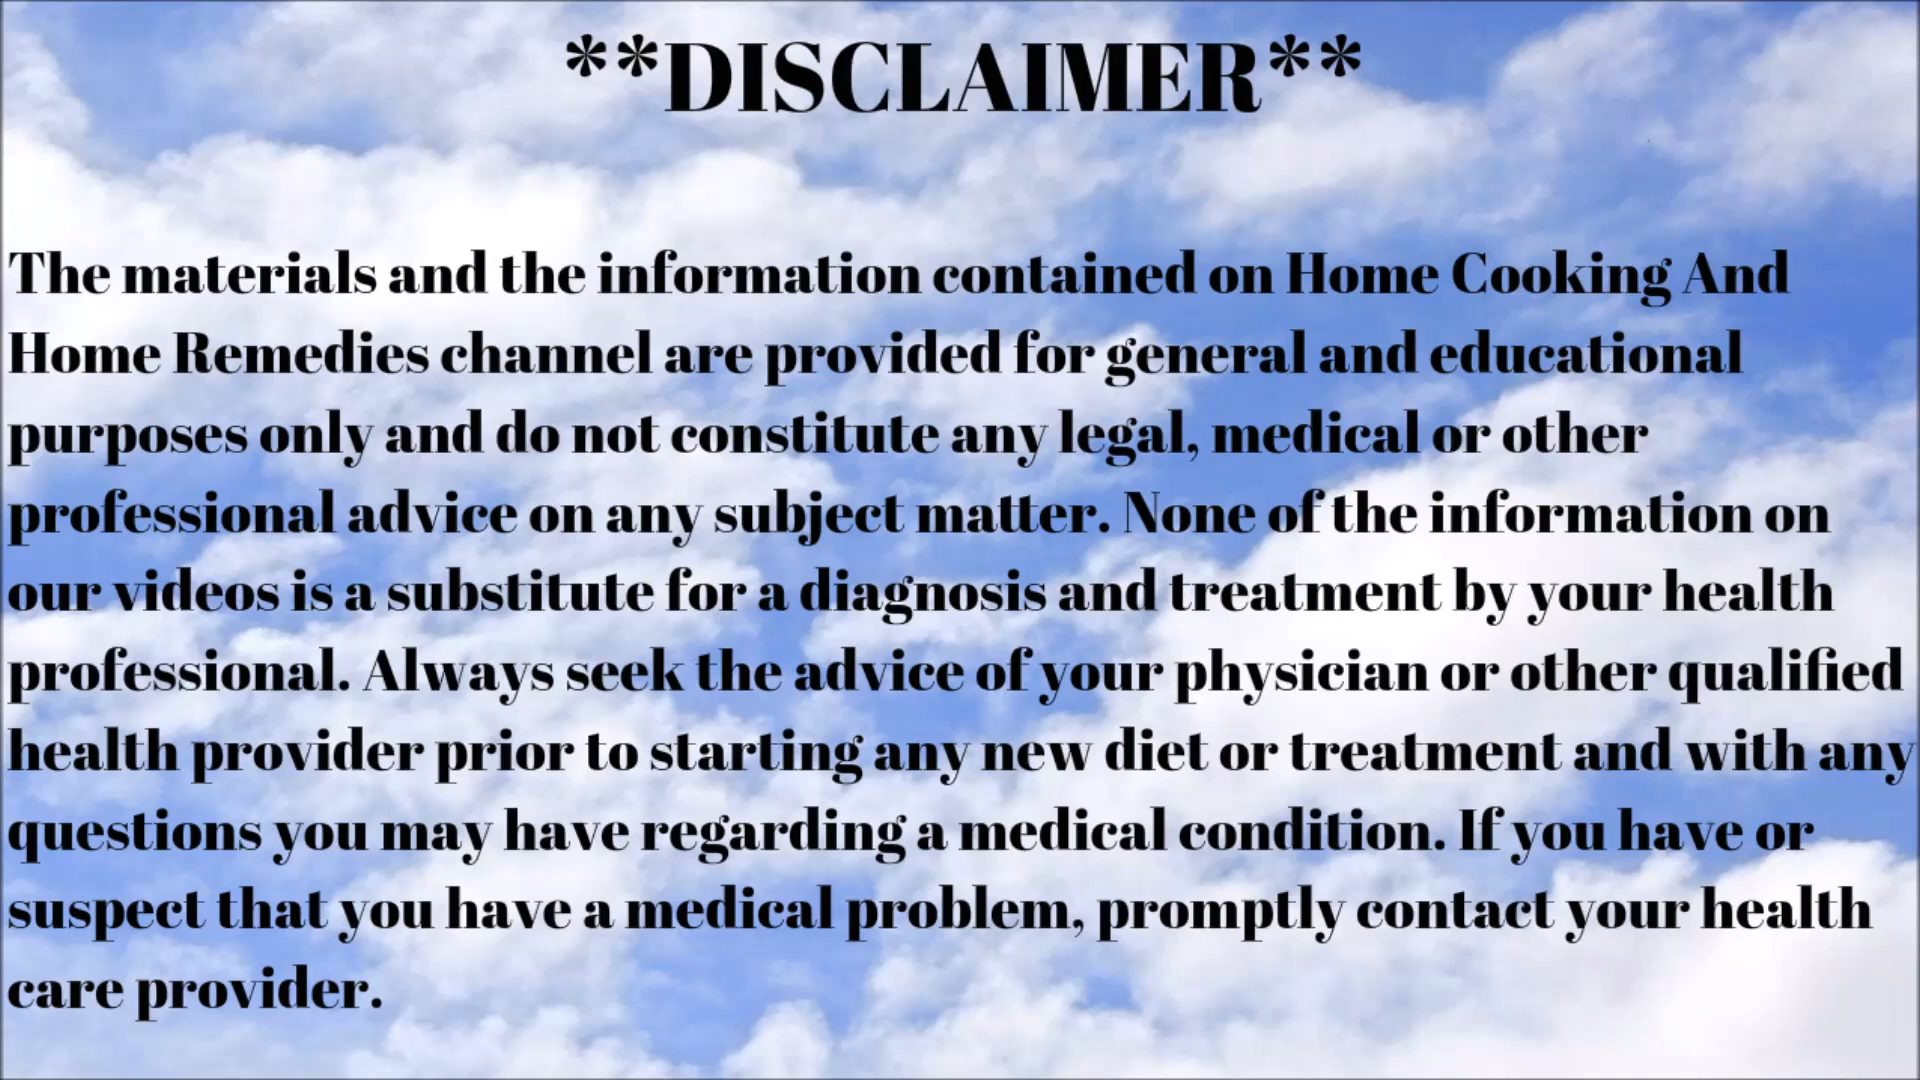 **DISCLAIMER**
The materials and the information contained on Home Cooking And
Home Remedies channel are provided for general and educational
purposes only and do not constitute any legal, medical or other
professional advice on any subject matter. None of the information on
our videos is a substitute for a diagnosis and treatment by your health
professional. Always seek the advice of your physician or other qualified
health provider prior to starting any new diet or treatment and with any
questions you may have regarding a medical condition. If you have or
suspect that you have a medical problem, promptly contact your health
care provider.